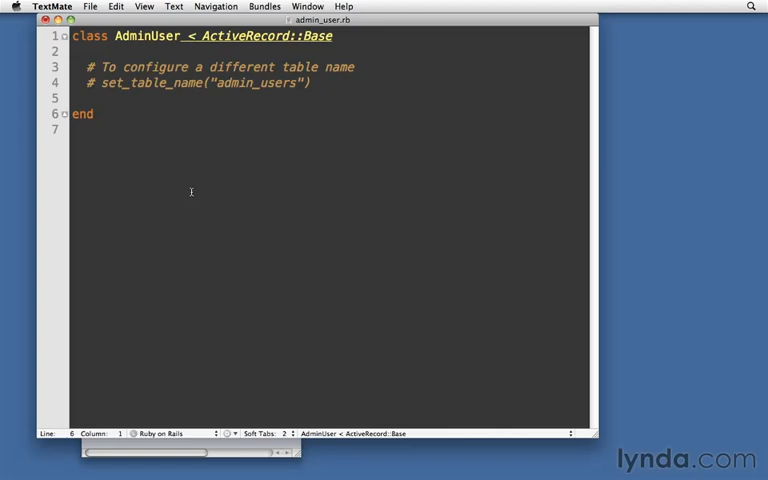 TextMate File Edit View Text Navigation Bundles Window Help
admin_user.rb
1 class AdminUser < ActiveRecord::Base
2
3 # To configure a different table name
4 # set_table_name("admin_users")
5
6 end
7
Line: 6 Column: 1 Ruby on Rails Soft Tabs: 2 AdminUser < ActiveRecord::Base
lynda.com